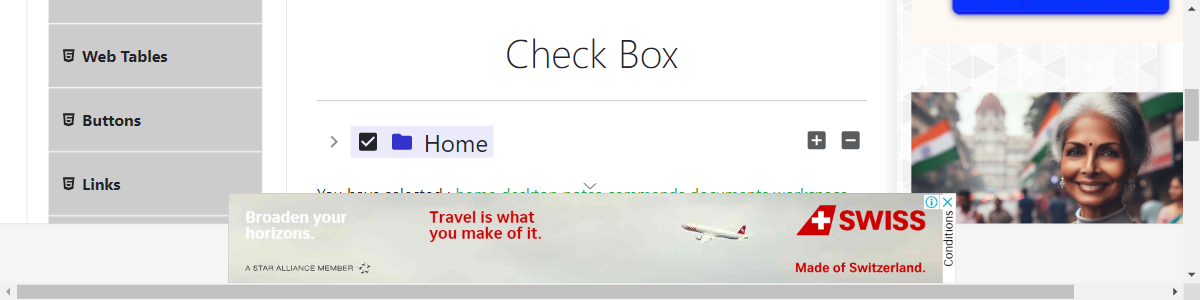 Check Box
Web Tables
Buttons
Links
Home
You have selected : home desktop notes commands documents workspace
Broaden your
horizons.
A STAR ALLIANCE MEMBER
Travel is what
you make of it.
SWISS
Made of Switzerland.
Conditions